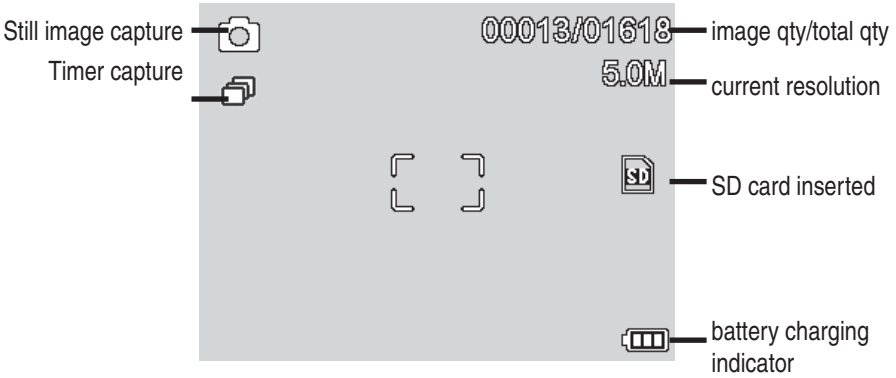 Still image capture
00013/01618
image qty/total qty
Timer capture
5.0M
current resolution
SD
SD card inserted
battery charging
indicator